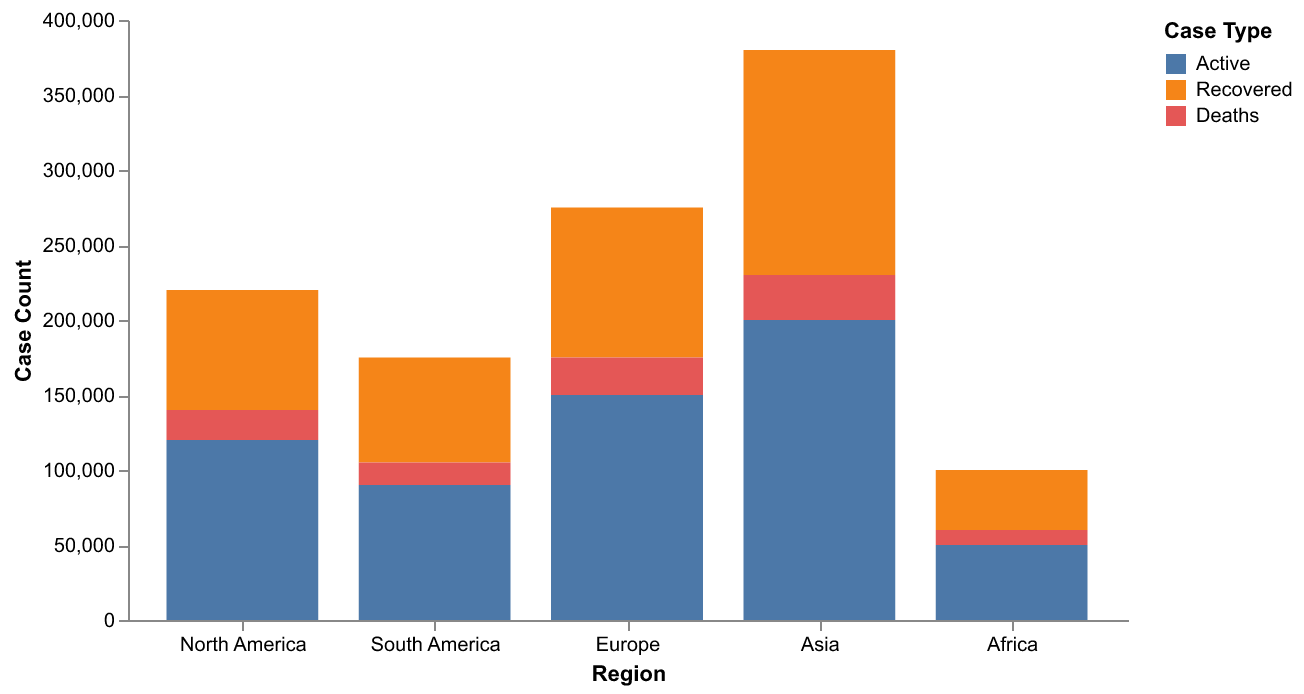 400,000
350,000
300,000
250,000
200,000
150,000
100,000
50,000
0
Case Count
North America
South America
Europe
Asia
Africa
Region
Case Type
Active
Recovered
Deaths